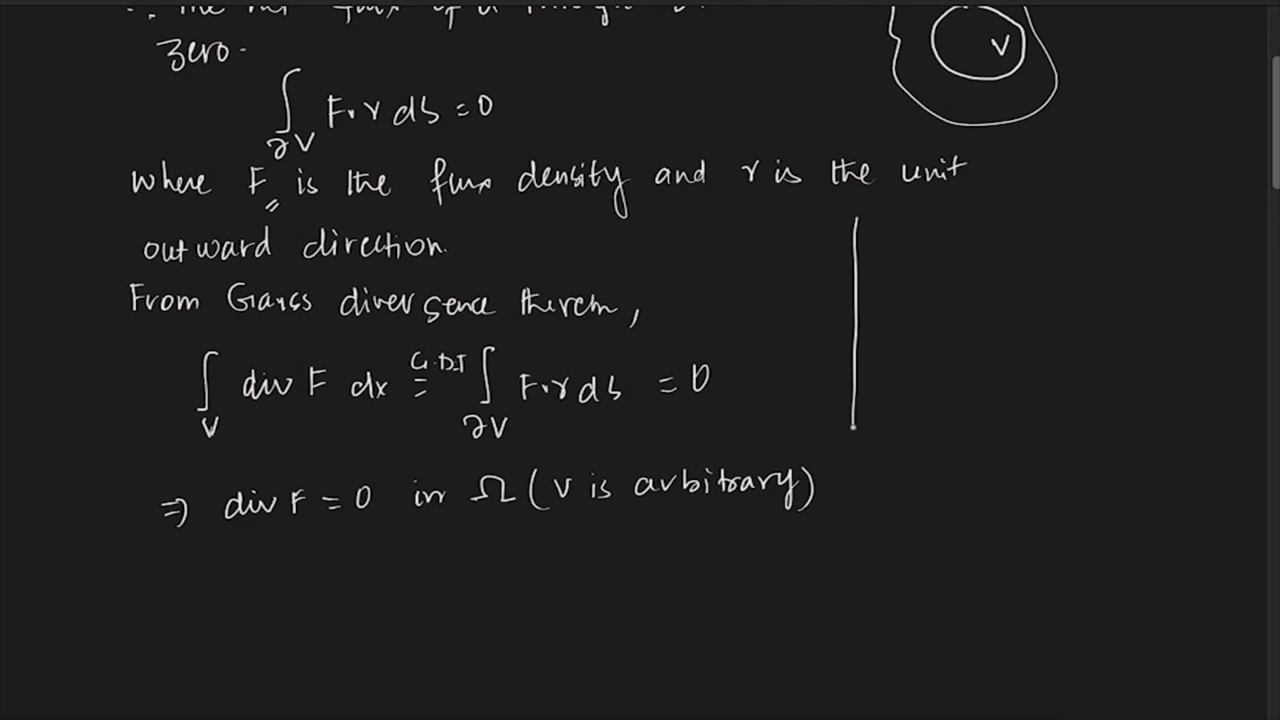 zero.
V
∫∂V F·γ ds = 0
where F is the flux density and γ is the unit
outward direction.
From Gauss divergence therem,
∫V div F dx G.D.T = ∫∂V F·γ ds = 0
⇒ div F = 0 in Ω (V is arbitrary)